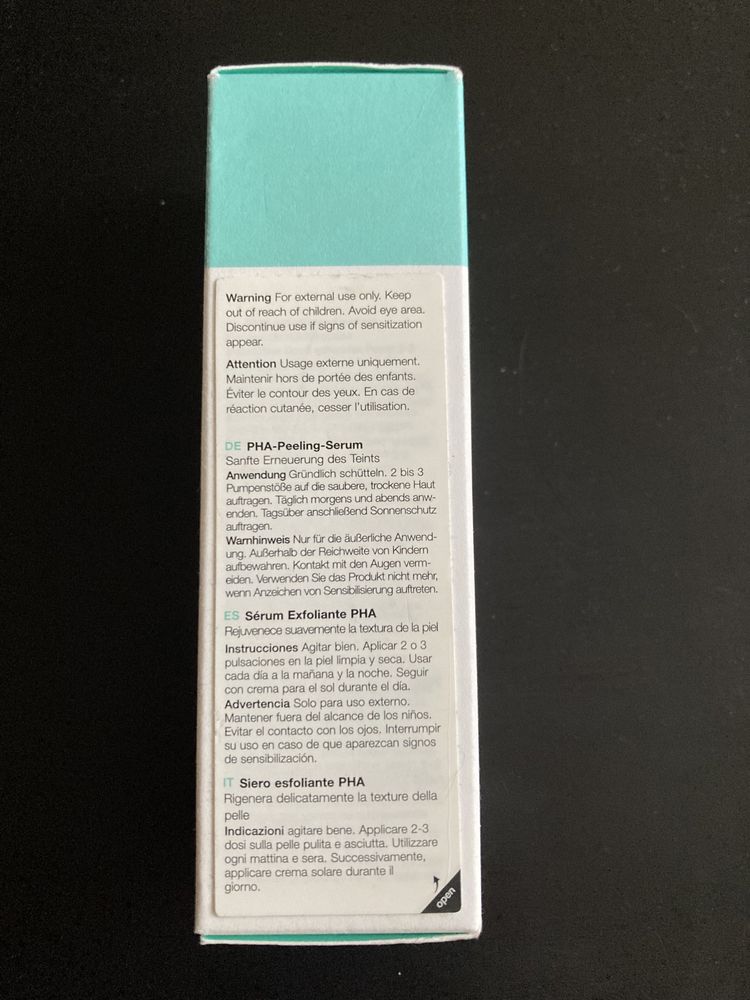 Warning For external use only. Keep
out of reach of children. Avoid eye area.
Discontinue use if signs of sensitization
appear.
Attention Usage externe uniquement.
Maintenir hors de portée des enfants.
Éviter le contour des yeux. En cas de
réaction cutanée, cesser l'utilisation.
DE PHA-Peeling-Serum
Sanfte Erneuerung des Teints
Anwendung Gründlich schütteln. 2 bis 3
Pumpenstöße auf die saubere, trockene Haut
auftragen. Täglich morgens und abends anw-
enden. Tagsüber anschließend Sonnenschutz
auftragen.
Warnhinweis Nur für die äußerliche Anwend-
ung. Außerhalb der Reichweite von Kindern
aufbewahren. Kontakt mit den Augen verm-
eiden. Verwenden Sie das Produkt nicht mehr,
wenn Anzeichen von Sensibilisierung auftreten.
ES Sérum Exfoliante PHA
Rejuvenece suavemente la textura de la piel
Instrucciones Agitar bien. Aplicar 2 o 3
pulsaciones en la piel limpia y seca. Usar
cada día a la mañana y la noche. Seguir
con crema para el sol durante el día.
Advertencia Solo para uso externo.
Mantener fuera del alcance de los niños.
Evitar el contacto con los ojos. Interrumpir
su uso en caso de que aparezcan signos
de sensibilización.
IT Siero esfoliante PHA
Rigenera delicatamente la texture della
pelle
Indicazioni agitare bene. Applicare 2-3
dosi sulla pelle pulita e asciutta. Utilizzare
ogni mattina e sera. Successivamente,
applicare crema solare durante il
giorno.
open